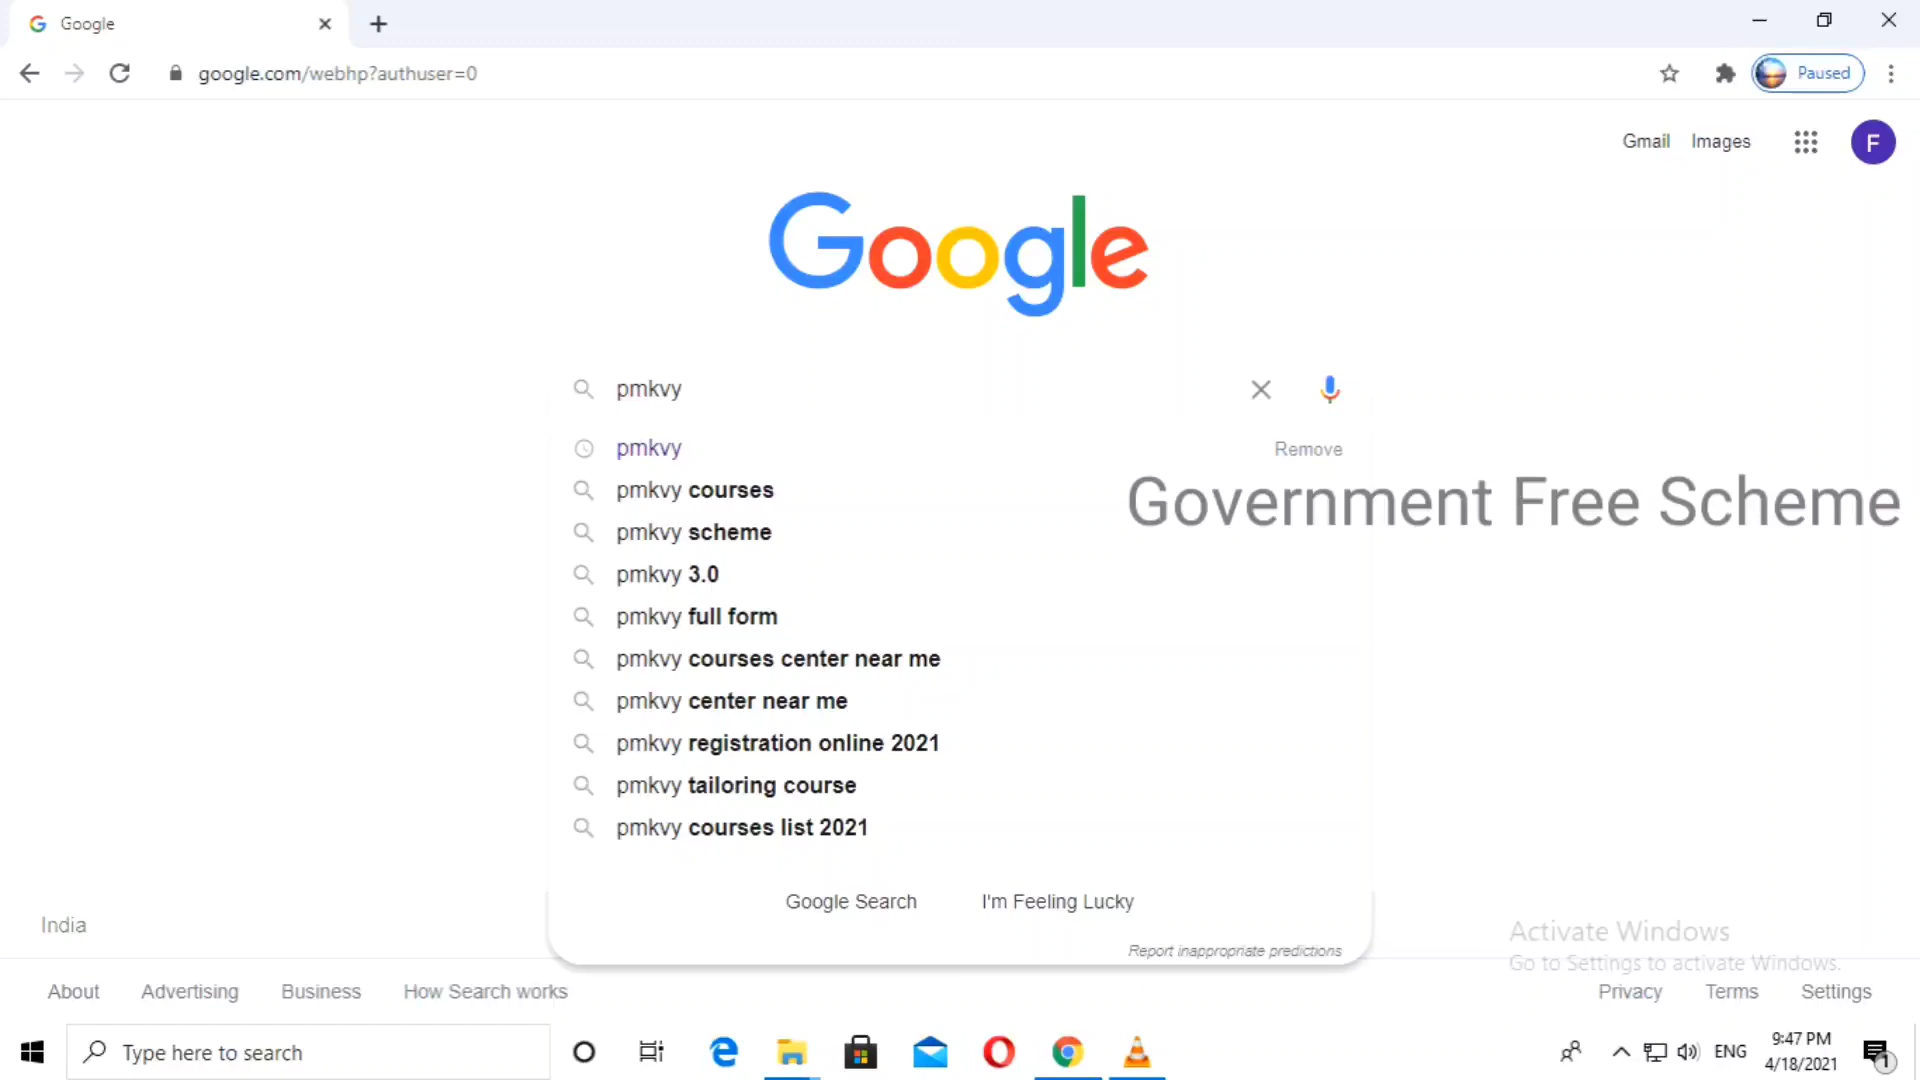 Google
google.com/webhp?authuser=0
Paused
Gmail Images
F
Google
pmkvy
pmkvy Remove
pmkvy courses
Government Free Scheme
pmkvy scheme
pmkvy 3.0
pmkvy full form
pmkvy courses center near me
pmkvy center near me
pmkvy registration online 2021
pmkvy tailoring course
pmkvy courses list 2021
Google Search I'm Feeling Lucky
India
Activate Windows
Report inappropriate predictions
Go to Settings to activate Windows.
About Advertising Business How Search works Privacy Terms Settings
Type here to search
ENG
9:47 PM
4/18/2021
1